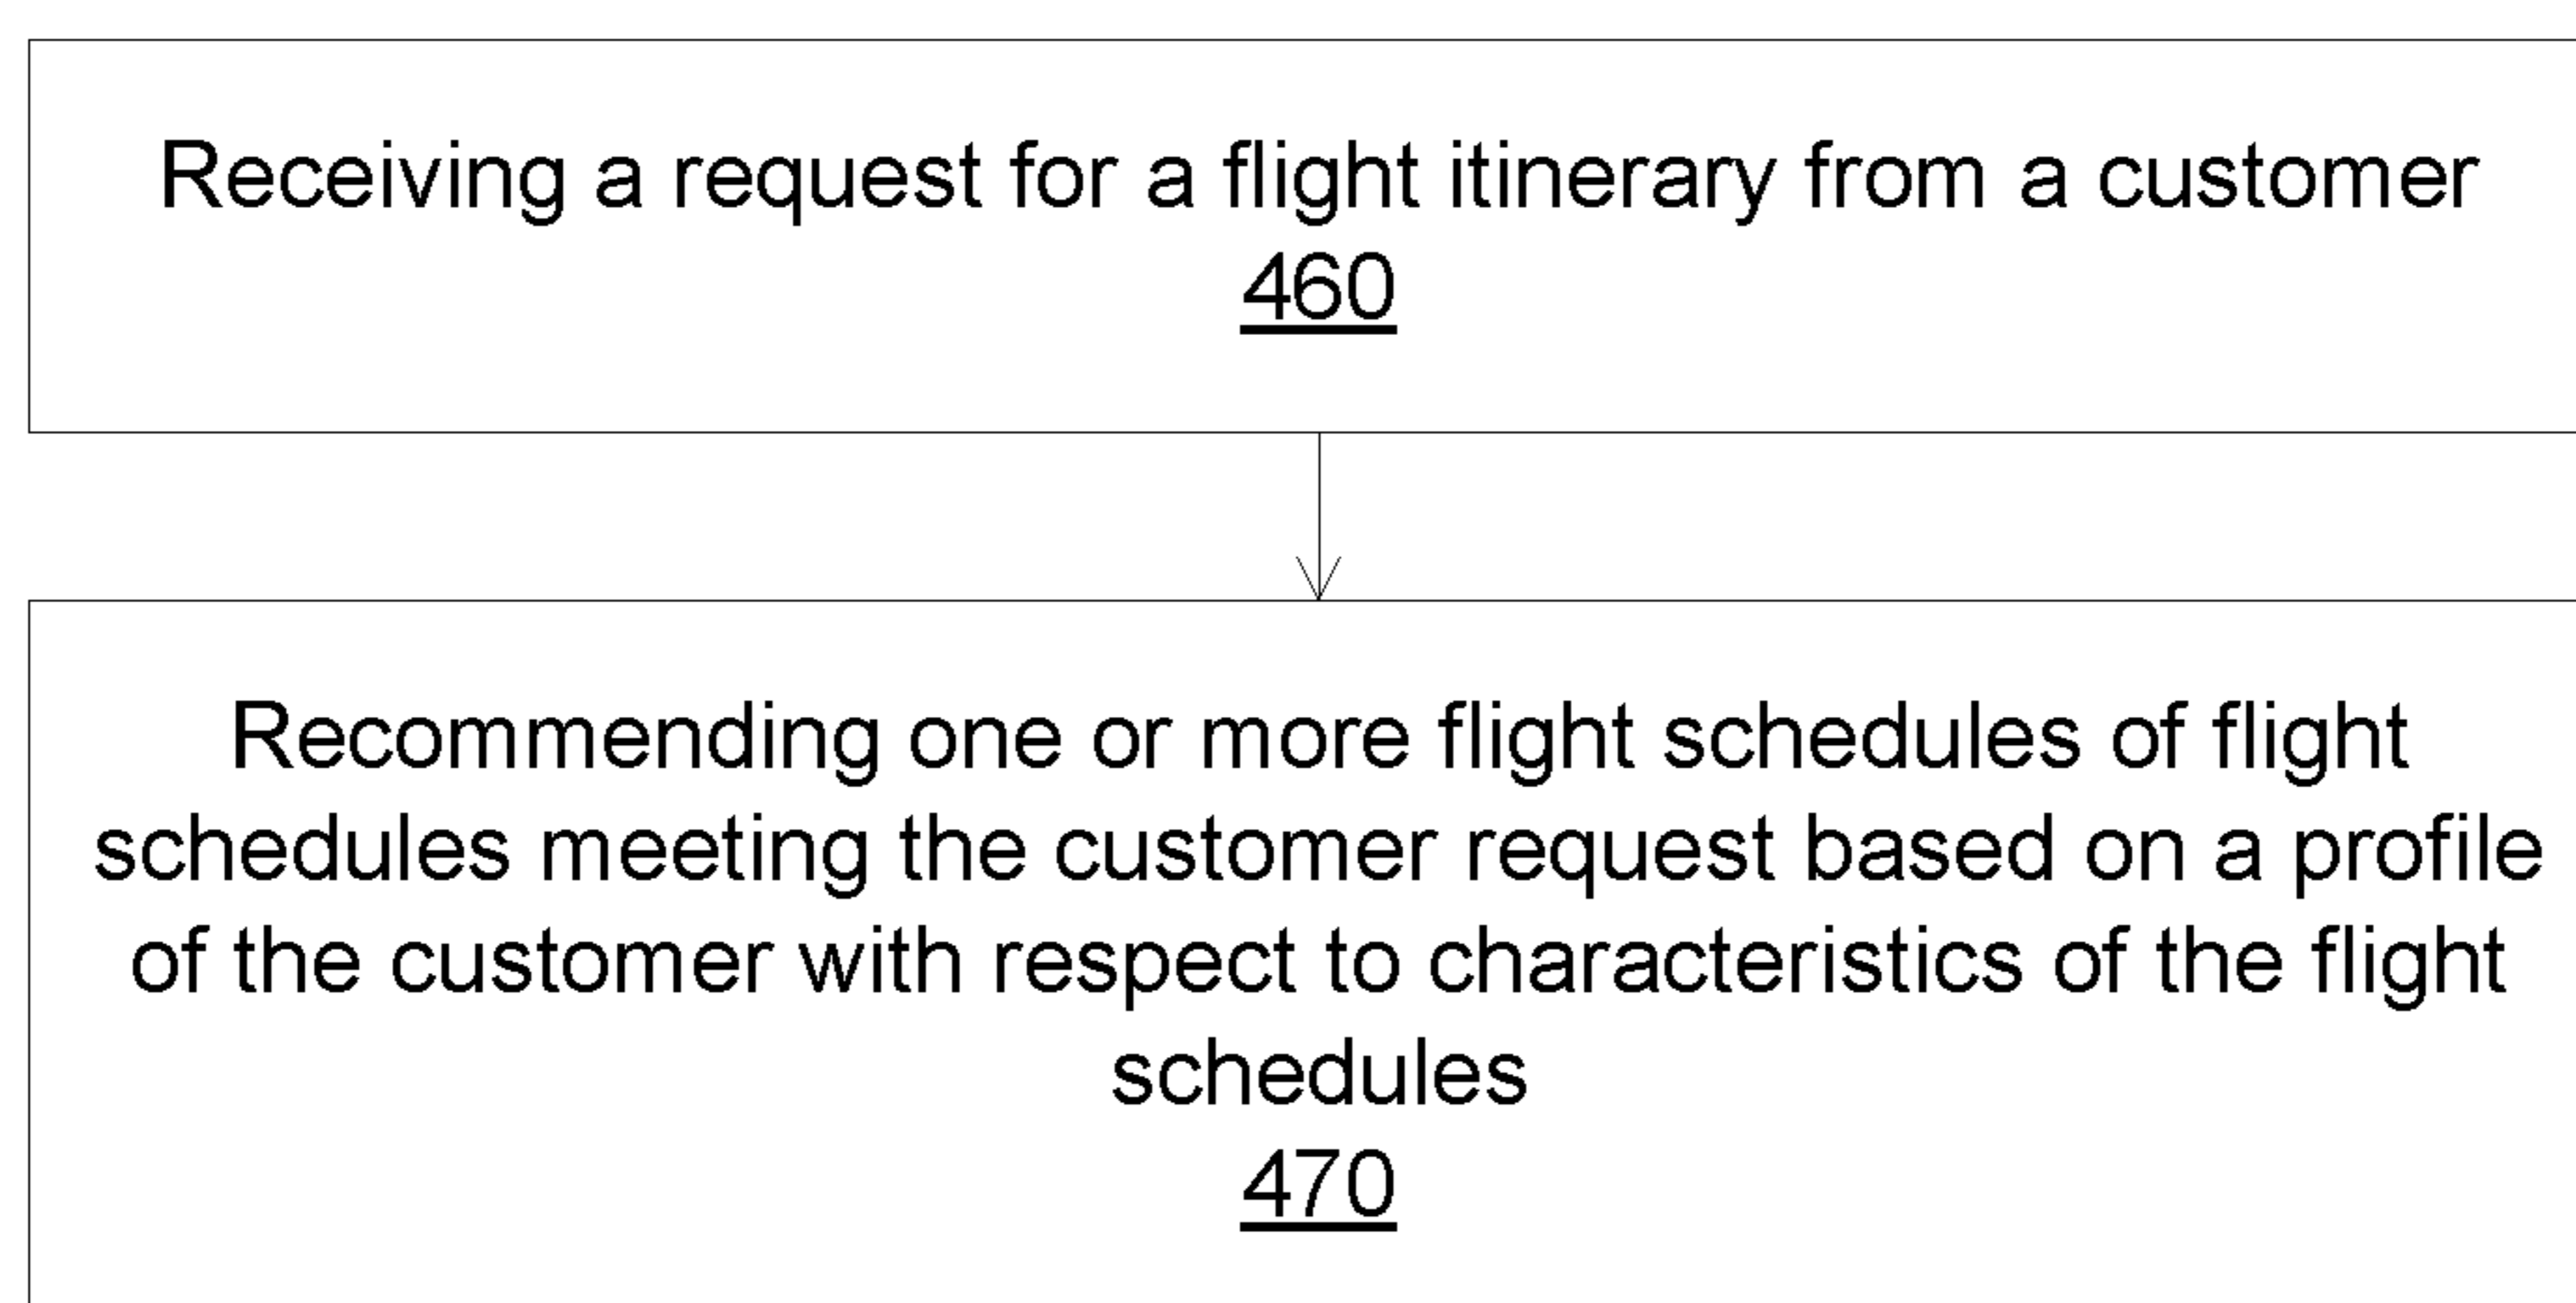 Receiving a request for a flight itinerary from a customer
460
Recommending one or more flight schedules of flight
schedules meeting the customer request based on a profile
of the customer with respect to characteristics of the flight
schedules
470